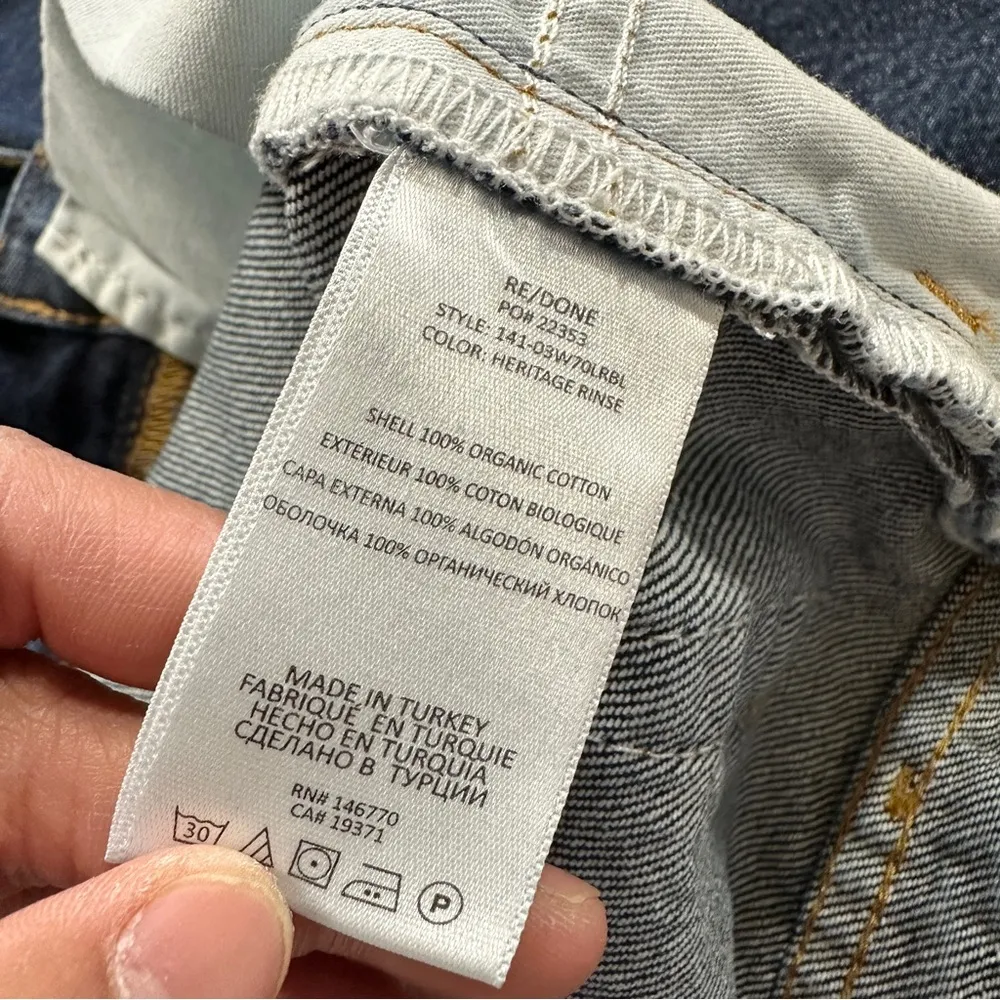 RE/DONE
PO# 22353
STYLE: 141-03W70LRBL
COLOR: HERITAGE RINSE
SHELL 100% ORGANIC COTTON
EXTÉRIEUR 100% COTON BIOLOGIQUE
CAPA EXTERNA 100% ALGODÓN ORGÁNICO
ОБОЛОЧКА 100% ОРГАНИЧЕСКИЙ ХЛОПОК
MADE IN TURKEY
FABRIQUÉ EN TURQUIE
HECHO EN TURQUIA
СДЕЛАНО В ТУРЦИИ
RN# 146770
CA# 19371
30 P